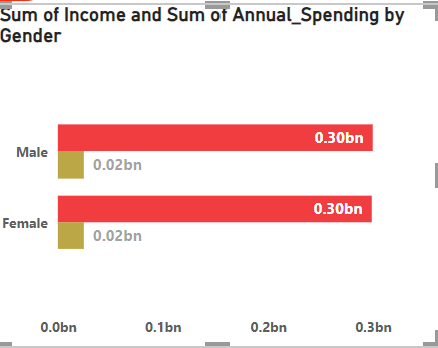 Sum of Income and Sum of Annual_Spending by
Gender
Male
0.30bn
0.02bn
Female
0.30bn
0.02bn
0.0bn 0.1bn 0.2bn 0.3bn